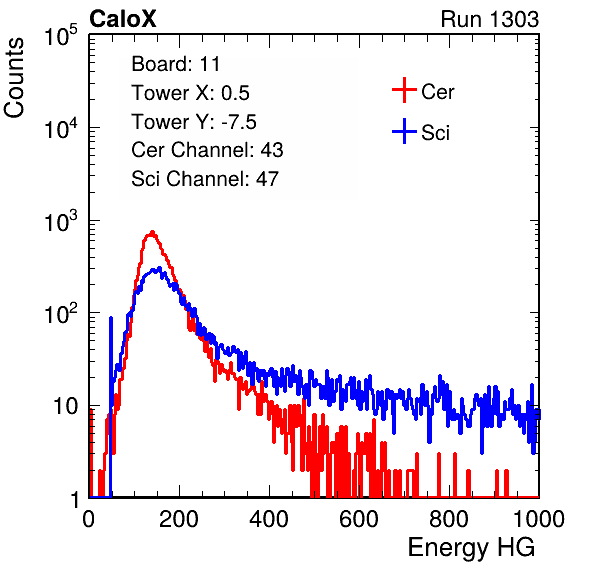 CaloX Run 1303
Counts
Board: 11
Tower X: 0.5
Tower Y: -7.5
Cer Channel: 43
Sci Channel: 47
Cer
Sci
10^5
10^4
10^3
10^2
10
1
0 200 400 600 800 1000
Energy HG